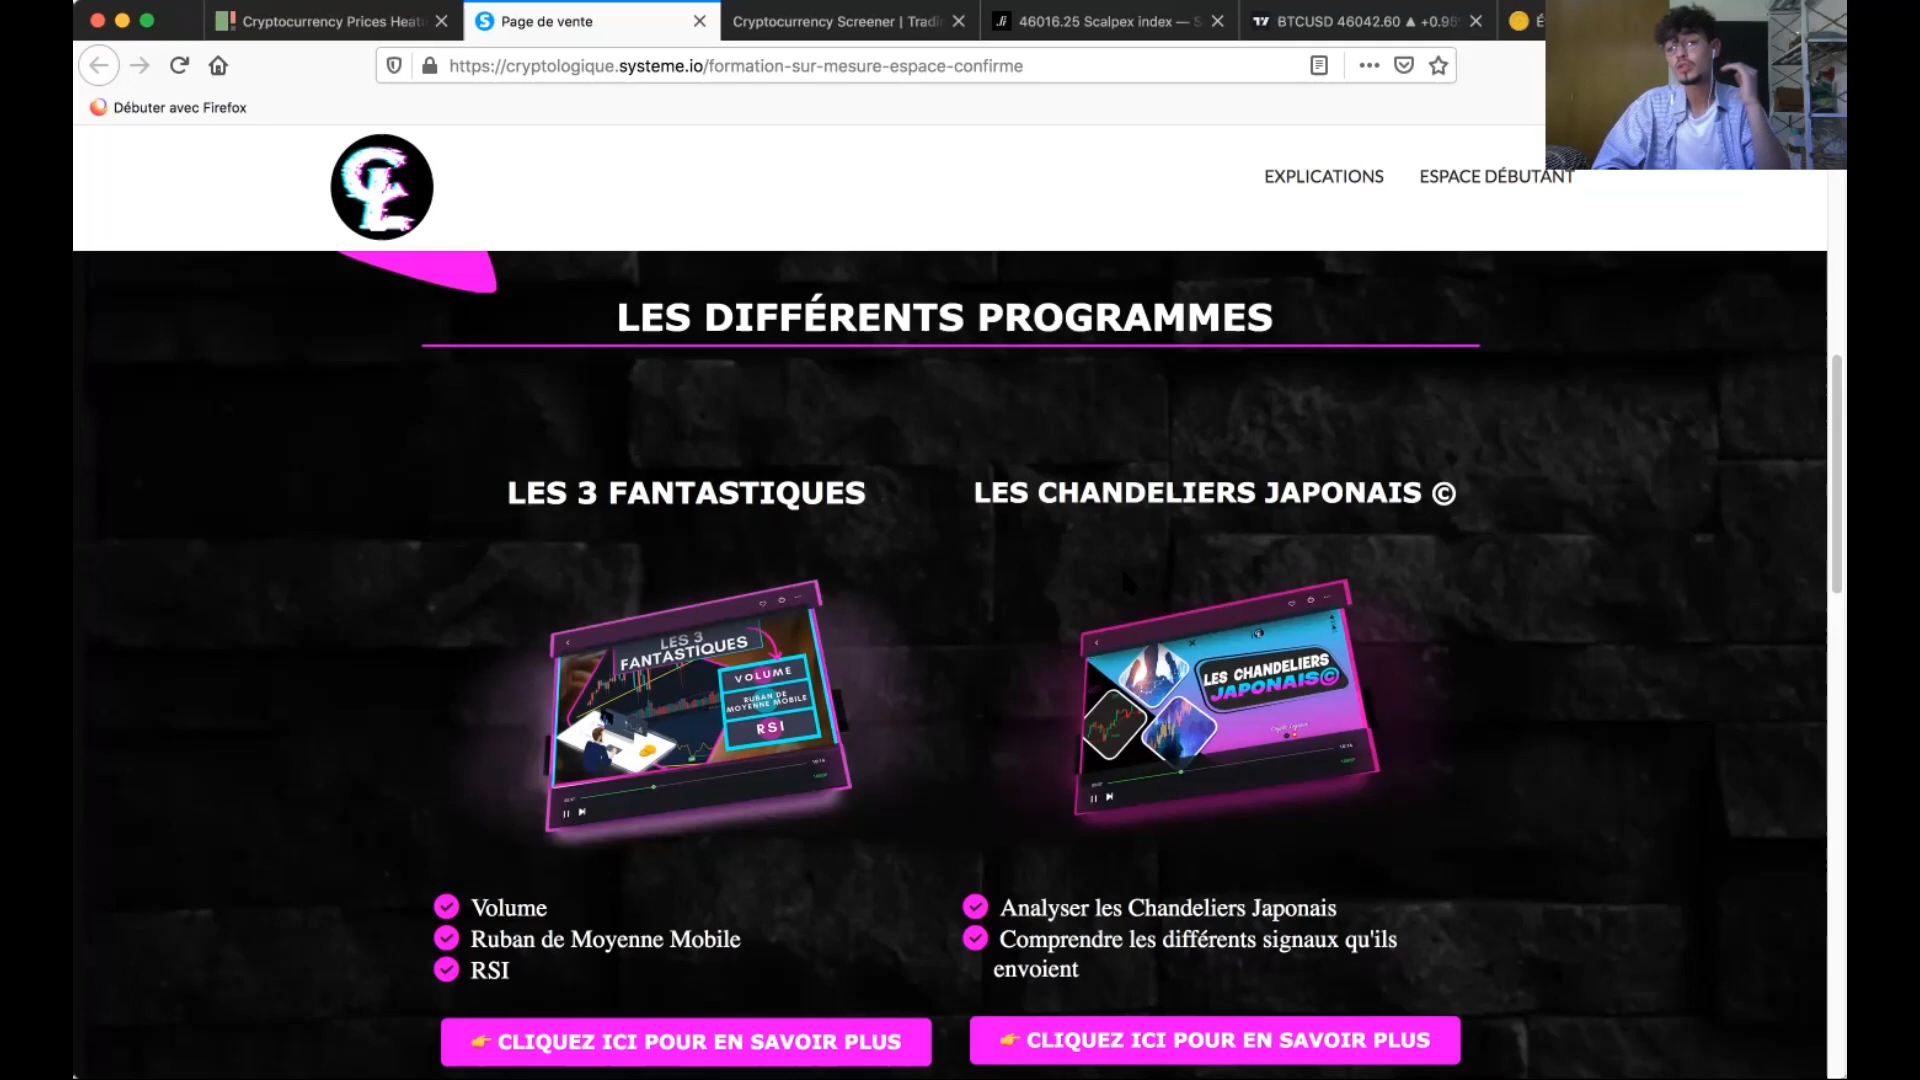 Cryptocurrency Prices Heat
Page de vente
Cryptocurrency Screener | Tradi
46016.25 Scalpex index — S
BTCUSD 46042.60 ▲ +0.95
https://cryptologique.systeme.io/formation-sur-mesure-espace-confirme
Débuter avec Firefox
CL
EXPLICATIONS
ESPACE DÉBUTANT
LES DIFFÉRENTS PROGRAMMES
LES 3 FANTASTIQUES
LES CHANDELIERS JAPONAIS ©
LES 3
FANTASTIQUES
VOLUME
RUBAN DE
MOYENNE MOBILE
RSI
LES CHANDELIERS
JAPONAIS©
Volume
Ruban de Moyenne Mobile
RSI
Analyser les Chandeliers Japonais
Comprendre les différents signaux qu'ils
envoient
👉 CLIQUEZ ICI POUR EN SAVOIR PLUS
👉 CLIQUEZ ICI POUR EN SAVOIR PLUS